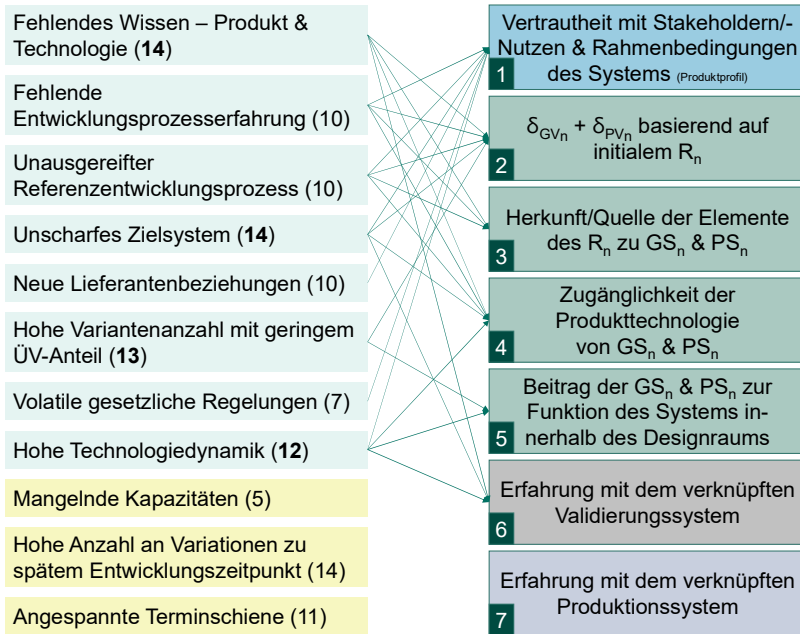 Fehlendes Wissen – Produkt &
Technologie (14)
Fehlende
Entwicklungsprozesserfahrung (10)
Unausgereifter
Referenzentwicklungsprozess (10)
Unscharfes Zielsystem (14)
Neue Lieferantenbeziehungen (10)
Hohe Variantenanzahl mit geringem
ÜV-Anteil (13)
Volatile gesetzliche Regelungen (7)
Hohe Technologiedynamik (12)
Mangelnde Kapazitäten (5)
Hohe Anzahl an Variationen zu
spätem Entwicklungszeitpunkt (14)
Angespannte Terminschiene (11)
Vertrautheit mit Stakeholdern/-
Nutzen & Rahmenbedingungen
des Systems (Produktprofil)
1
δGVn + δPVn basierend auf
initialem Rn
2
Herkunft/Quelle der Elemente
des Rn zu GSn & PSn
3
Zugänglichkeit der
Produkttechnologie
von GSn & PSn
4
Beitrag der GSn & PSn zur
Funktion des Systems in-
nerhalb des Designraums
5
Erfahrung mit dem verknüpften
Validierungssystem
6
Erfahrung mit dem verknüpften
Produktionssystem
7